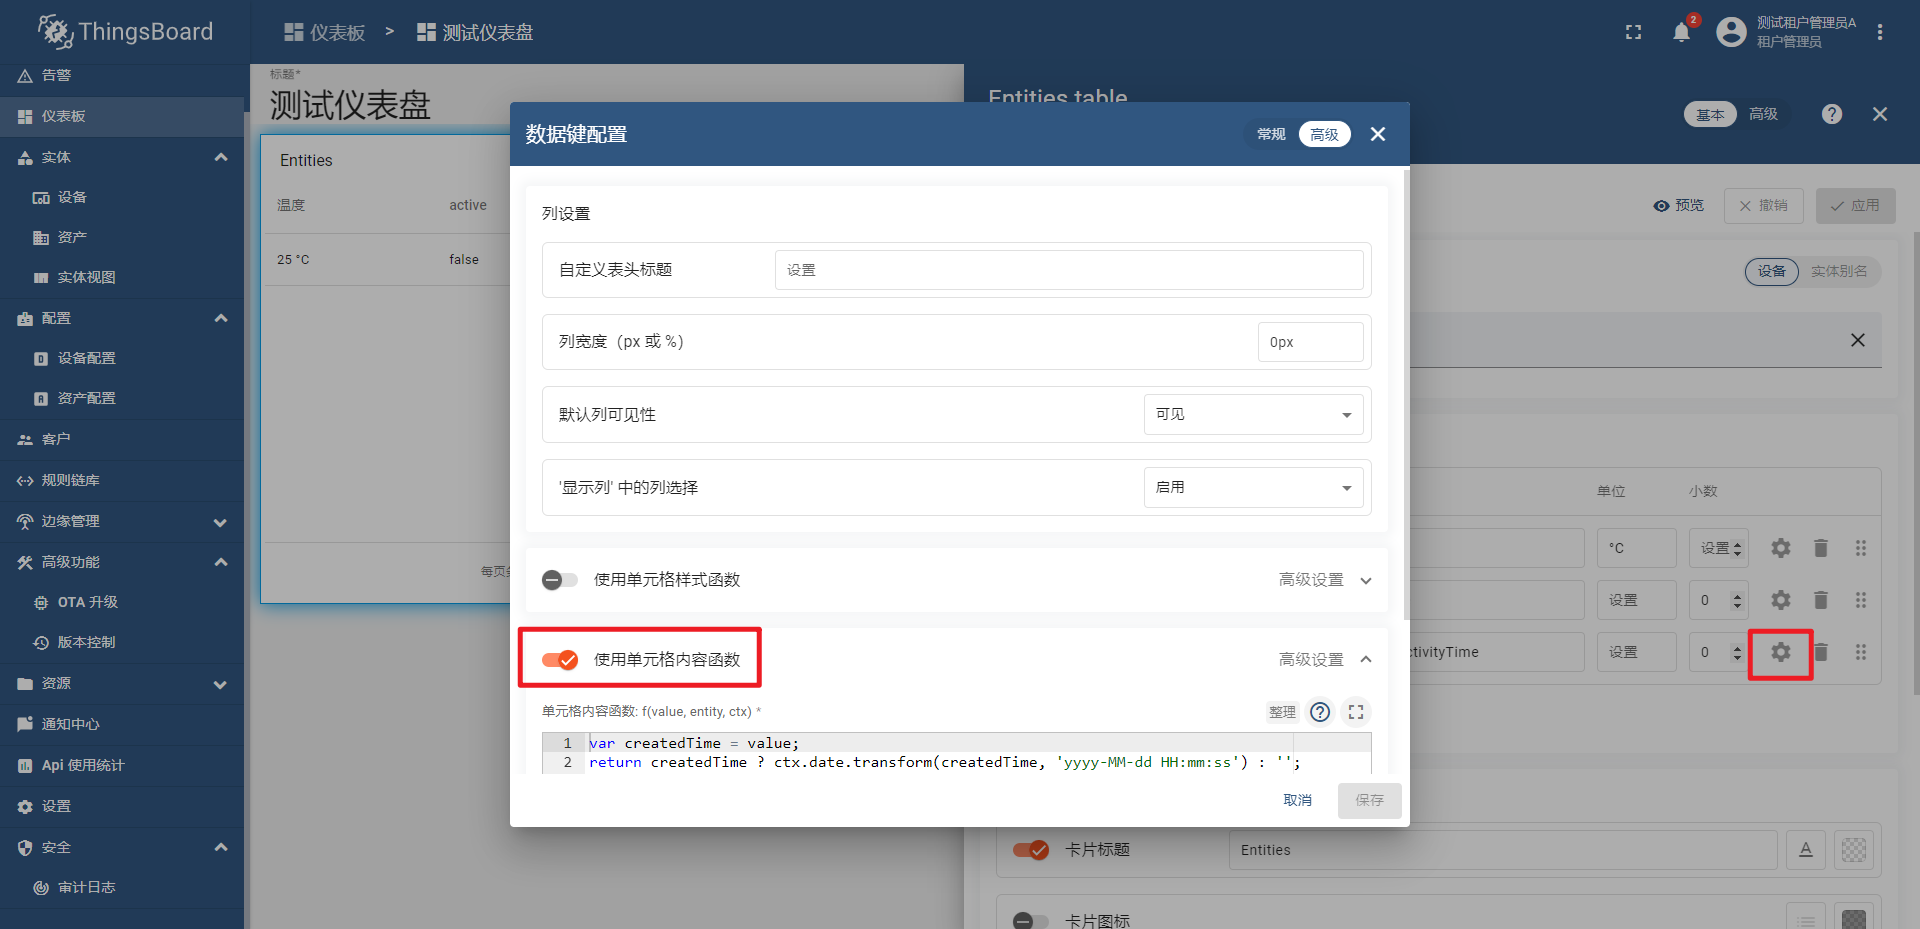 ThingsBoard
仪表板
>
测试仪表盘
2
测试租户管理员A
租户管理员
告警
仪表板
实体
设备
资产
实体视图
配置
设备配置
资产配置
客户
规则链库
边缘管理
高级功能
OTA 升级
版本控制
资源
通知中心
Api 使用统计
设置
安全
审计日志
标题*
测试仪表盘
Entities
温度
active
25 °C
false
Entities table
基本
高级
预览
撤销
应用
设备
实体别名
单位
小数
°C
设置
设置
0
tivityTime
设置
0
卡片标题
Entities
卡片图标
数据键配置
常规
高级
列设置
自定义表头标题
设置
列宽度（px 或 %）
0px
默认列可见性
可见
'显示列' 中的列选择
启用
使用单元格样式函数
高级设置
使用单元格内容函数
高级设置
单元格内容函数: f(value, entity, ctx) *
整理
1 var createdTime = value;
2 return createdTime ? ctx.date.transform(createdTime, 'yyyy-MM-dd HH:mm:ss') : '';
取消
保存